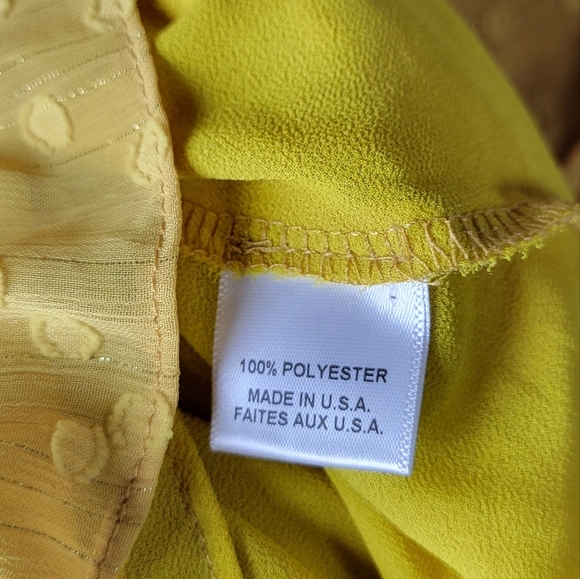 100% POLYESTER
MADE IN U.S.A.
FAITES AUX U.S.A.